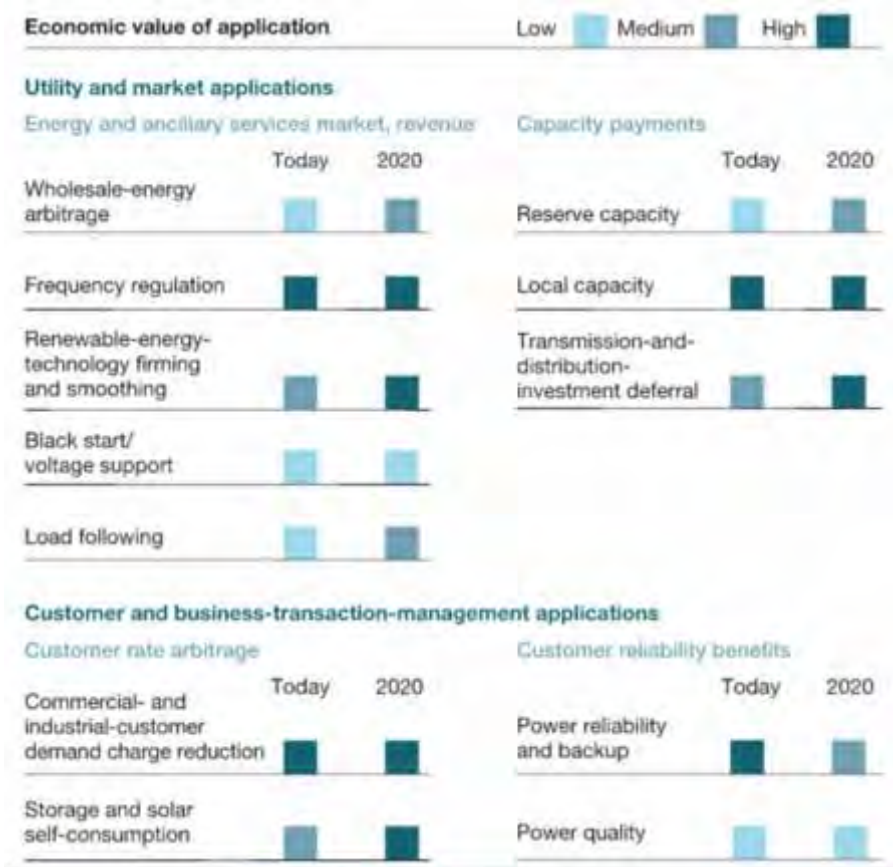 Economic value of application
Low Medium High
Utility and market applications
Energy and ancillary services market, revenue
Today 2020
Wholesale-energy
arbitrage
Frequency regulation
Renewable-energy-
technology firming
and smoothing
Black start/
voltage support
Load following
Capacity payments
Today 2020
Reserve capacity
Local capacity
Transmission-and-
distribution-
investment deferral
Customer and business-transaction-management applications
Customer rate arbitrage
Today 2020
Commercial- and
industrial-customer
demand charge reduction
Storage and solar
self-consumption
Customer reliability benefits
Today 2020
Power reliability
and backup
Power quality